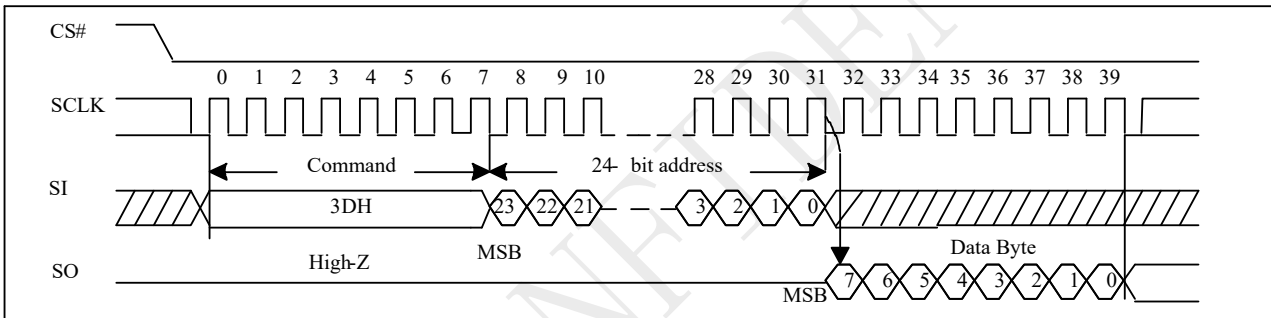 CS#
0 1 2 3 4 5 6 7 8 9 10 28 29 30 31 32 33 34 35 36 37 38 39
SCLK
Command 24- bit address
SI
3DH 23 22 21 3 2 1 0
MSB Data Byte
High-Z
SO
MSB 7 6 5 4 3 2 1 0